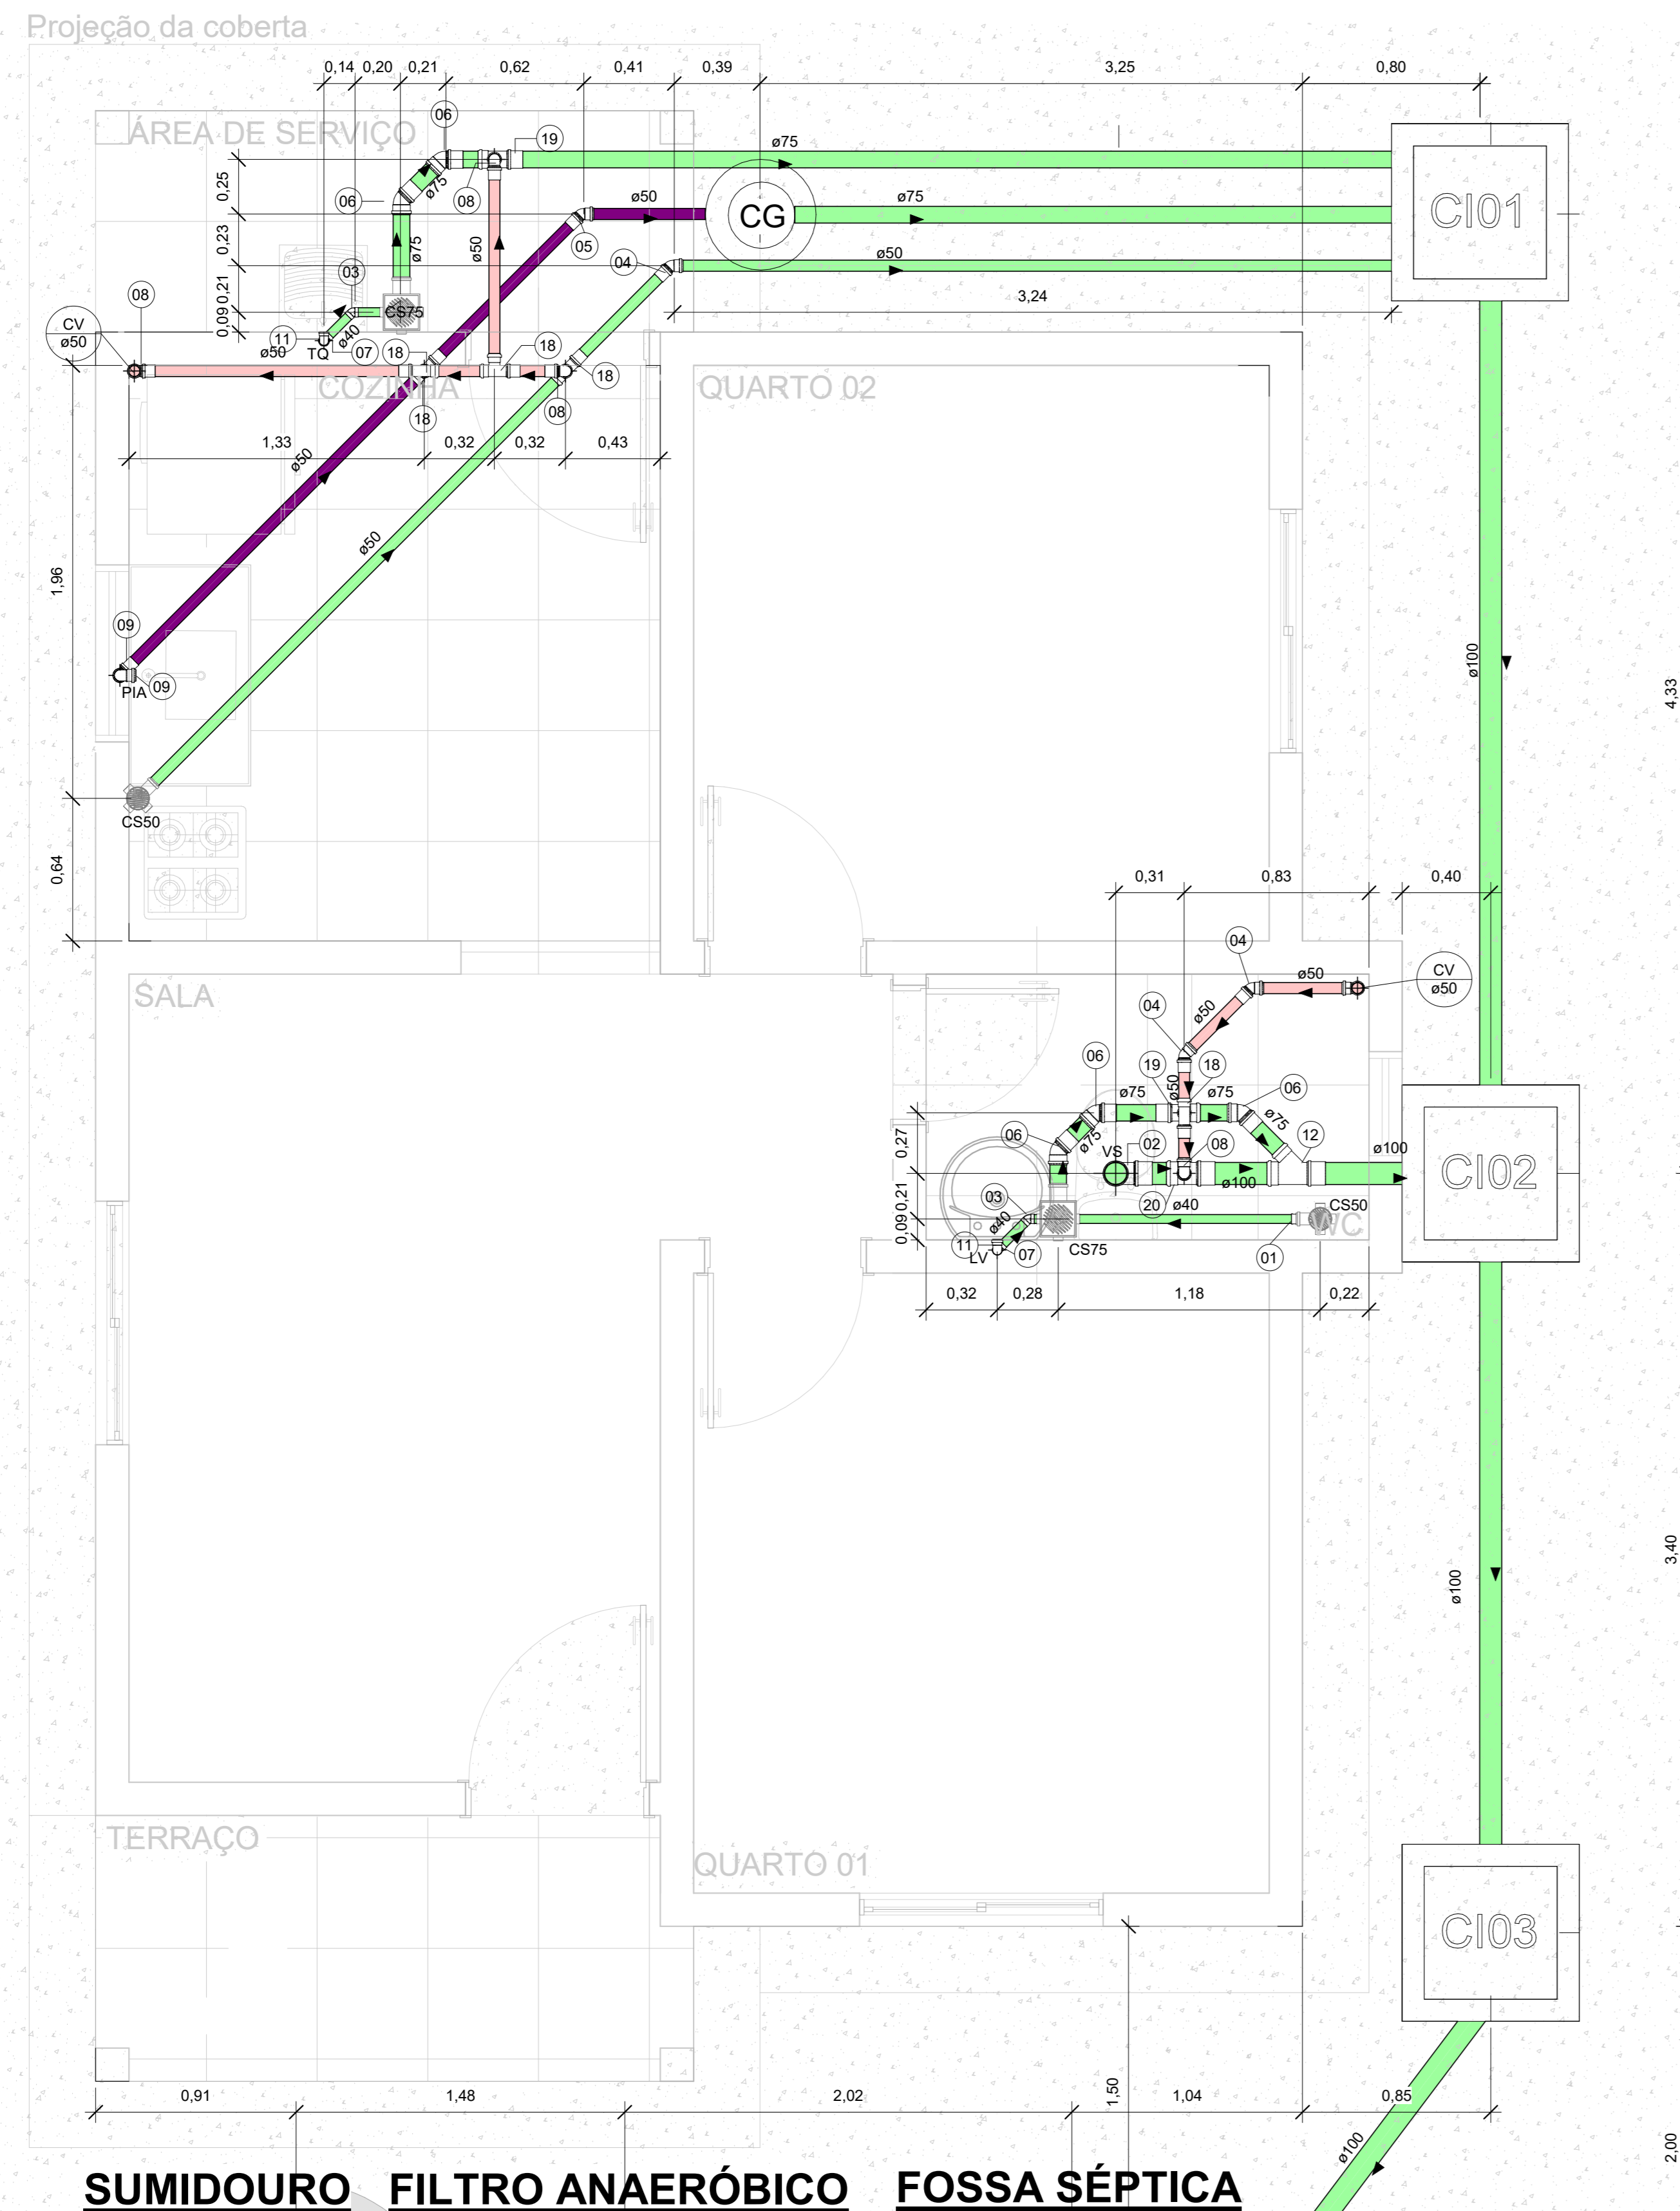 Projeção da coberta
0,14 0,20 0,21 0,62 0,41 0,39 3,25 0,80
06
19
ÁREA DE SERVIÇO
ø75
08
06
ø75
0,25
ø50
ø75
CG
CI01
05
ø75
ø50
0,23
04
ø50
03
3,24
08
0,21
CS75
CV
ø50
11
0,09
TQ
ø40
07
18
18
ø50
18
COZINHA
QUARTO 02
08
18
1,33 0,32 0,32 0,43
ø50
ø50
1,96
09
PIA
09
ø100
4,33
CS50
0,64
0,31 0,83 0,40
04
SALA
ø50
CV
ø50
04
ø50
06
19
18
ø50
ø75
ø75
06
ø75
06
ø75
0,27
VS
02
08
12
ø100
CI02
ø100
20
ø40
03
0,21
CS50
WC
ø40
0,09
11
LV
07
CS75
01
0,32 0,28 1,18 0,22
3,40
ø100
TERRAÇO
QUARTO 01
CI03
0,91 1,48 2,02 1,50 1,04 0,85
ø100
2,00
SUMIDOURO FILTRO ANAERÓBICO FOSSA SÉPTICA